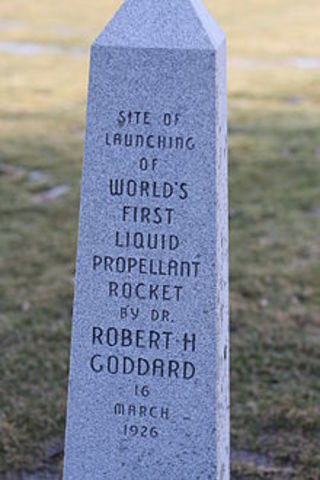 SITE OF
LAUNCHING
OF
WORLD'S
FIRST
LIQUID
PROPELLANT
ROCKET
BY DR.
ROBERT·H
GODDARD
16
MARCH
1926